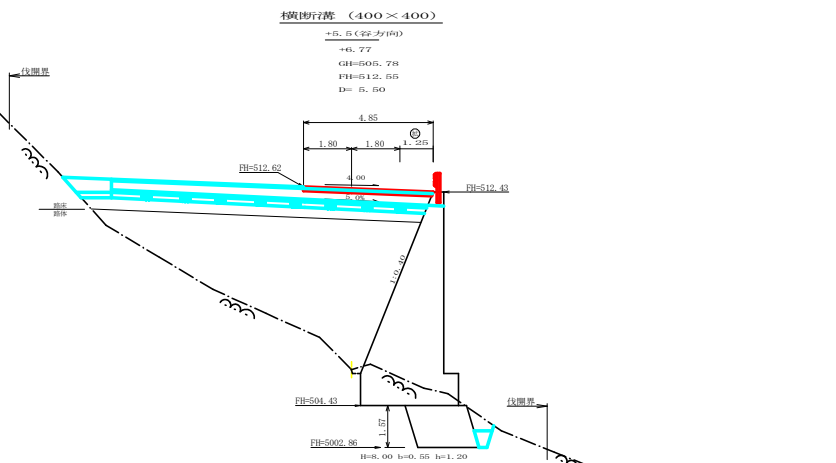 横断溝 (400×400)
+5.5(谷方向)
+6.77
GH=505.78
FH=512.55
D= 5.50
伐開界
4.85
1.80
1.80
1.25
FH=512.62
4.00
FH=512.43
5.0%
路床
路体
1:0.40
FH=504.43
伐開界
1.57
FH=5002.86
H=8.00 b=0.55 h=1.20